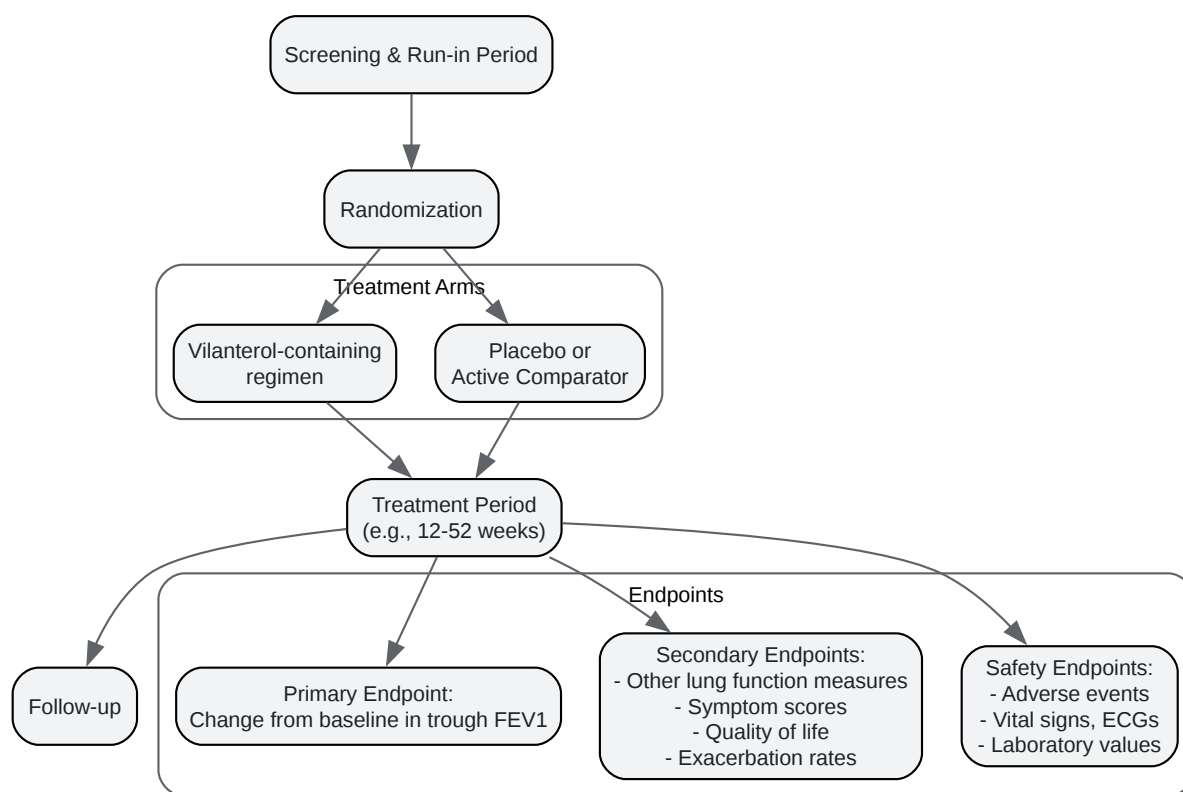 Screening & Run-in Period
Randomization
Treatment Arms
Vilanterol-containing
regimen
Placebo or
Active Comparator
Treatment Period
(e.g., 12-52 weeks)
Endpoints
Follow-up
Primary Endpoint:
Change from baseline in trough FEV1
Secondary Endpoints:
- Other lung function measures
- Symptom scores
- Quality of life
- Exacerbation rates
Safety Endpoints:
- Adverse events
- Vital signs, ECGs
- Laboratory values